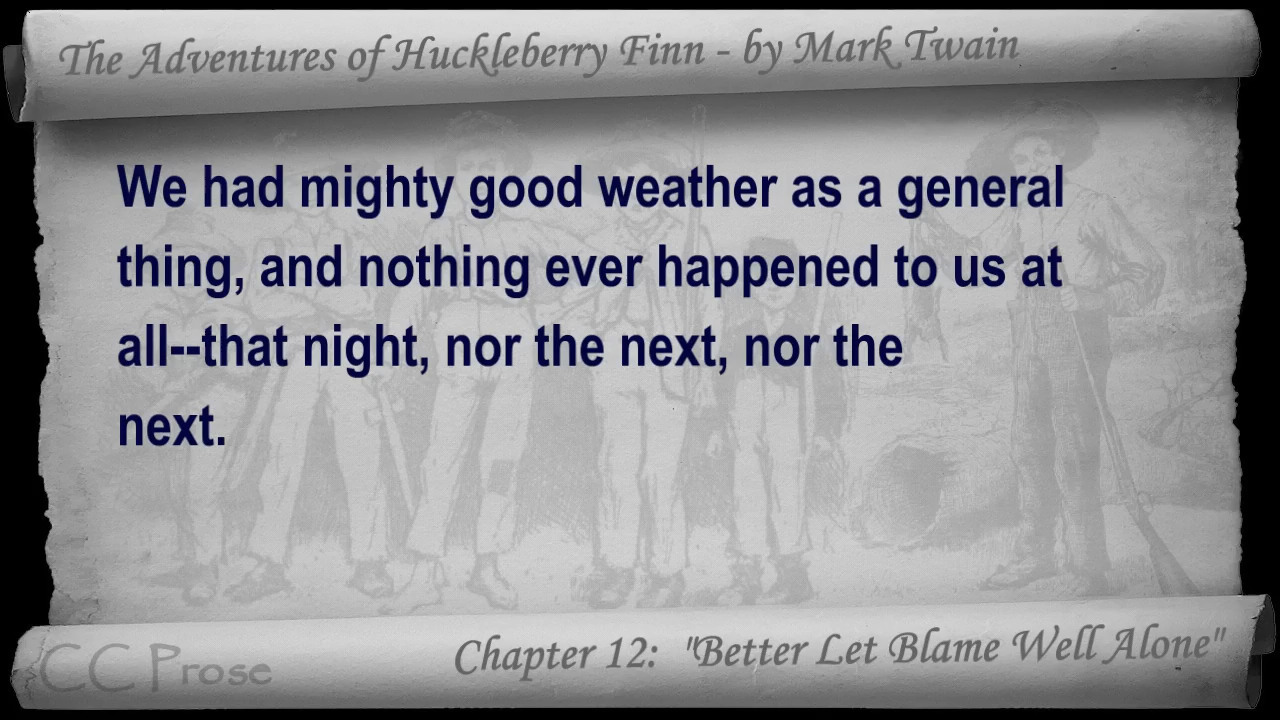 The Adventures of Huckleberry Finn - by Mark Twain
We had mighty good weather as a general
thing, and nothing ever happened to us at
all--that night, nor the next, nor the
next.
Chapter 12: "Better Let Blame Well Alone"
CC Prose